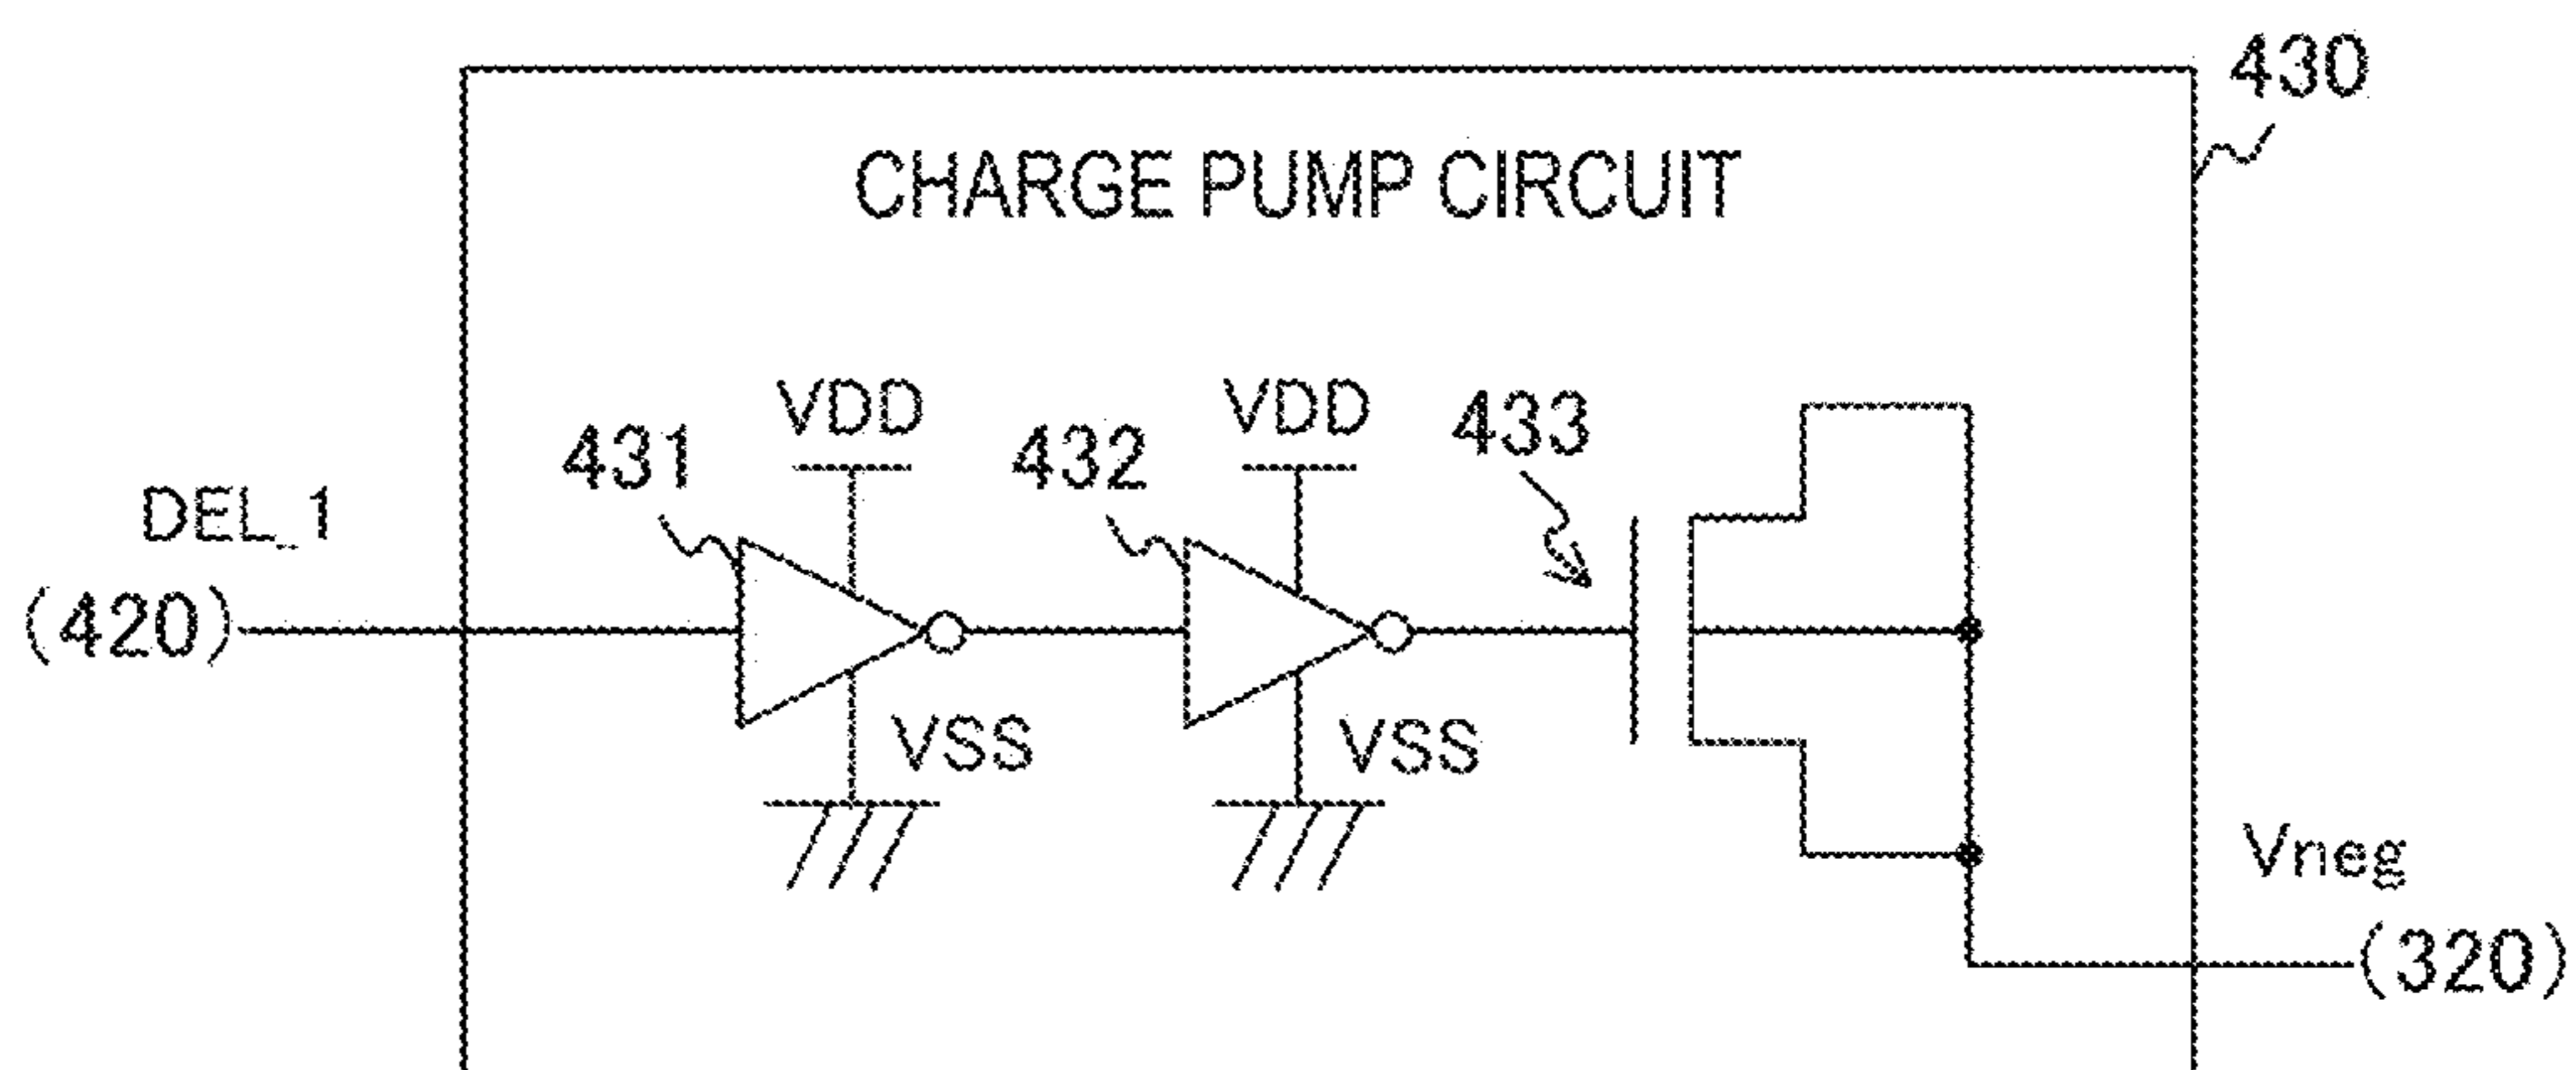 430
CHARGE PUMP CIRCUIT
VDD
VDD
431
432
433
DEL_1
(420)
VSS
VSS
Vneg
(320)